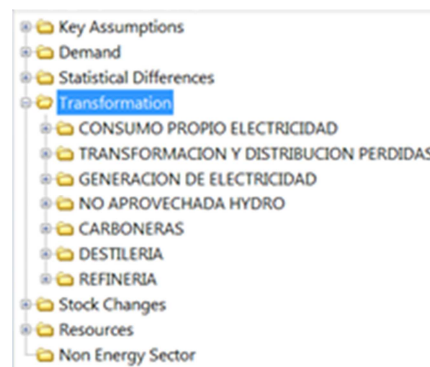 Key Assumptions
Demand
Statistical Differences
Transformation
CONSUMO PROPIO ELECTRICIDAD
TRANSFORMACION Y DISTRIBUCION PERDIDAS
GENERACION DE ELECTRICIDAD
NO APROVECHADA HYDRO
CARBONERAS
DESTILERIA
REFINERIA
Stock Changes
Resources
Non Energy Sector